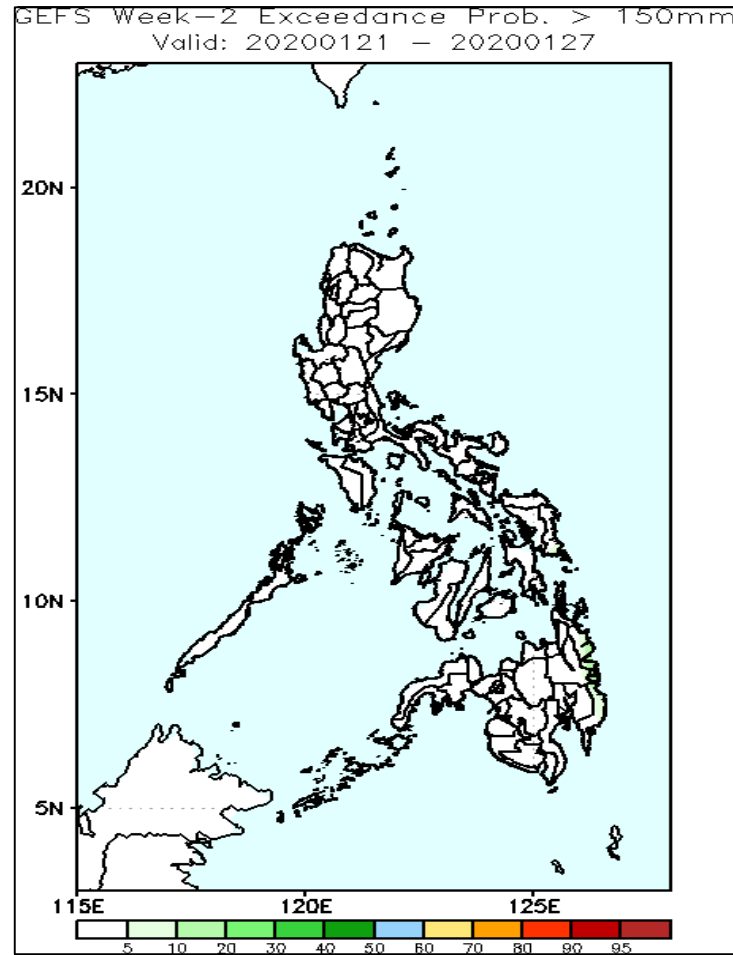 GEFS Week-2 Exceedance Prob. > 150mm
Valid: 20200121 - 20200127
20N
15N
10N
5N
115E 120E 125E
5 10 20 30 40 50 60 70 80 90 95